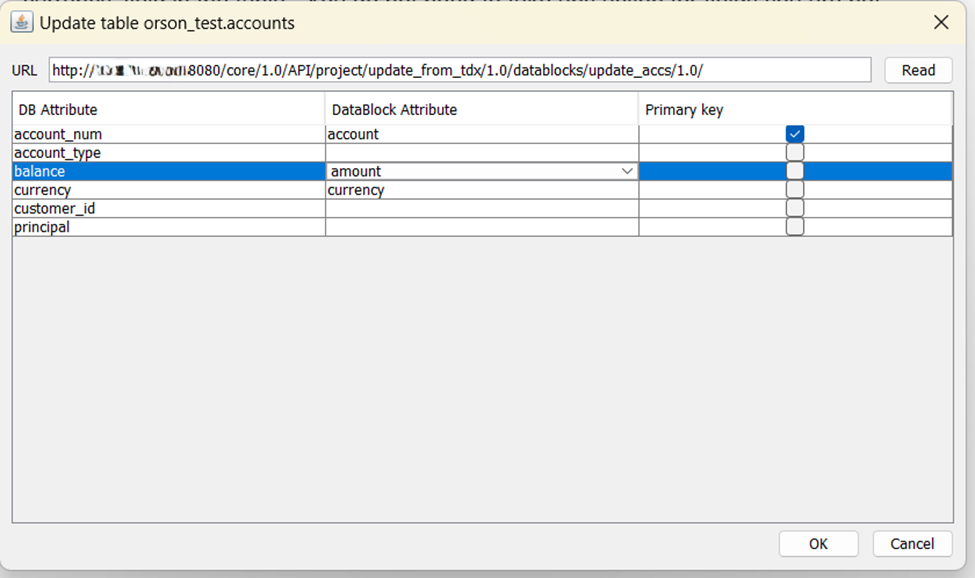 Update table orson_test.accounts
URL http:// 8080/core/1.0/API/project/update_from_tdx/1.0/datablocks/update_accs/1.0/ Read
DB Attribute DataBlock Attribute Primary key
account_num account
account_type
balance amount
currency currency
customer_id
principal
OK Cancel